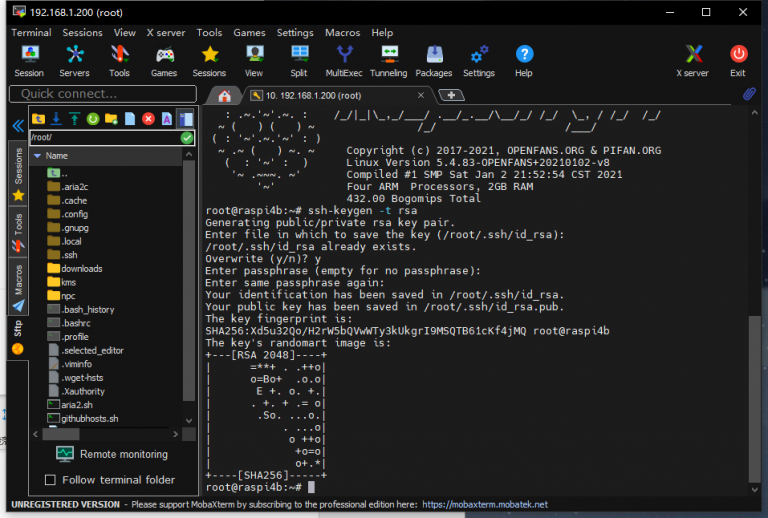 192.168.1.200 (root)
Terminal Sessions View X server Tools Games Settings Macros Help
Session Servers Tools Games Sessions View Split MultiExec Tunneling Packages Settings Help X server Exit
Quick connect...
10. 192.168.1.200 (root)
/root/
Name
..
.aria2c
.cache
.config
.gnupg
.local
.ssh
downloads
kms
npc
.bash_history
.bashrc
.profile
.selected_editor
.viminfo
.wget-hsts
.Xauthority
aria2.sh
githubhosts.sh
Sessions
Tools
Macros
Sftp
Remote monitoring
Follow terminal folder
: .~.'~'.~. : /_/|_|\_,_/___/ .__/_.__/\__/_/ /_/ \_, / /_/ /_/
~ ( ) ( ) ~ /_/ /___/
( : '~'.~.'~' : )
~ .~ ( ) ~. ~ Copyright (c) 2017-2021, OPENFANS.ORG & PIFAN.ORG
( : '~' : ) Linux Version 5.4.83-OPENFANS+20210102-v8
'~ .~~~. ~' Compiled #1 SMP Sat Jan 2 21:52:54 CST 2021
'~' Four ARM Processors, 2GB RAM
432.00 Bogomips Total
root@raspi4b:~# ssh-keygen -t rsa
Generating public/private rsa key pair.
Enter file in which to save the key (/root/.ssh/id_rsa):
/root/.ssh/id_rsa already exists.
Overwrite (y/n)? y
Enter passphrase (empty for no passphrase):
Enter same passphrase again:
Your identification has been saved in /root/.ssh/id_rsa.
Your public key has been saved in /root/.ssh/id_rsa.pub.
The key fingerprint is:
SHA256:Xd5u32Qo/H2rW5bQVwWTy3kUkgrI9MSQTB61cKf4jMQ root@raspi4b
The key's randomart image is:
+---[RSA 2048]----+
| =**+ . .++o|
| o=Bo+ .o.o|
| E +. o. +.|
| . +. + .= o|
| .So. ...o.|
| . ...o|
| o ++o|
| +o=o|
| o+.*|
+----[SHA256]-----+
root@raspi4b:~#
UNREGISTERED VERSION - Please support MobaXterm by subscribing to the professional edition here: https://mobaxterm.mobatek.net